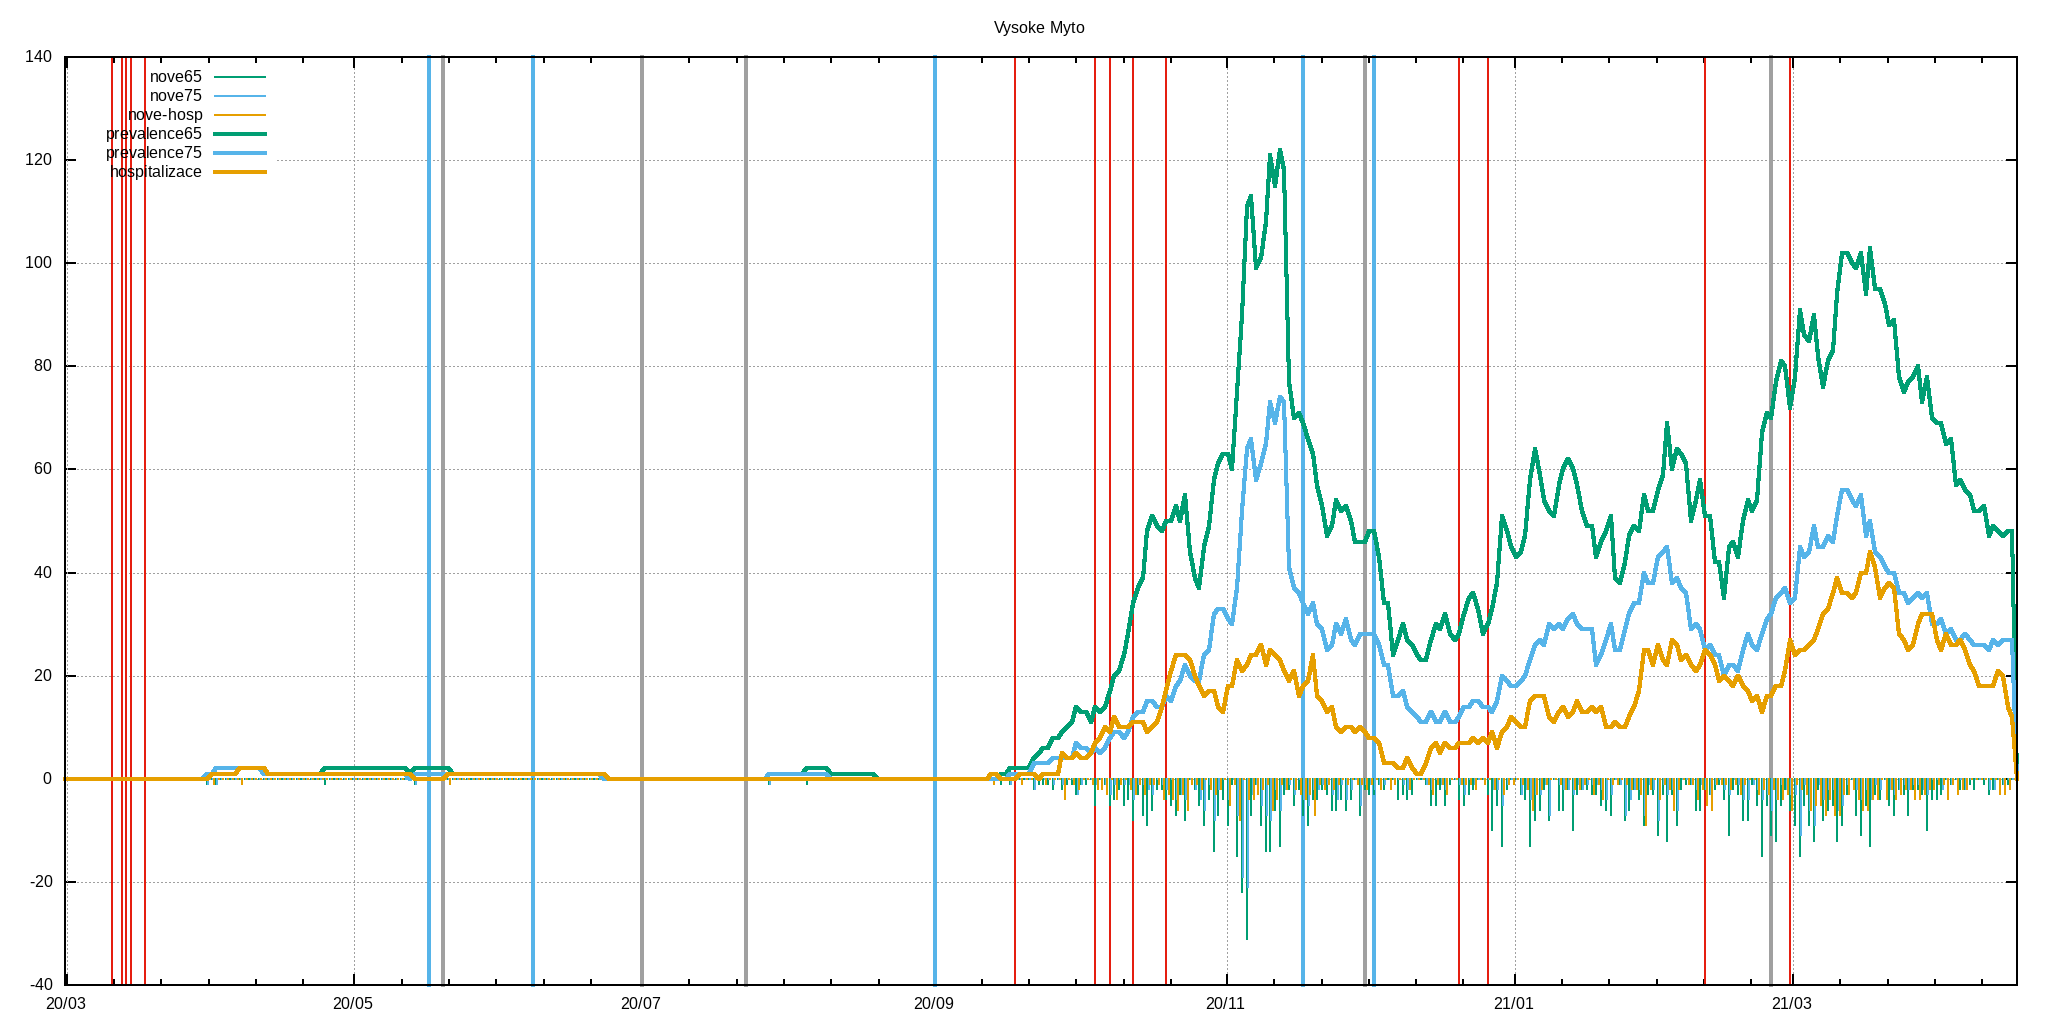 Vysoke Myto
140
120
100
80
60
40
20
0
-20
-40
nove65
nove75
nove-hosp
prevalence65
prevalence75
hospitalizace
20/03 20/05 20/07 20/09 20/11 21/01 21/03